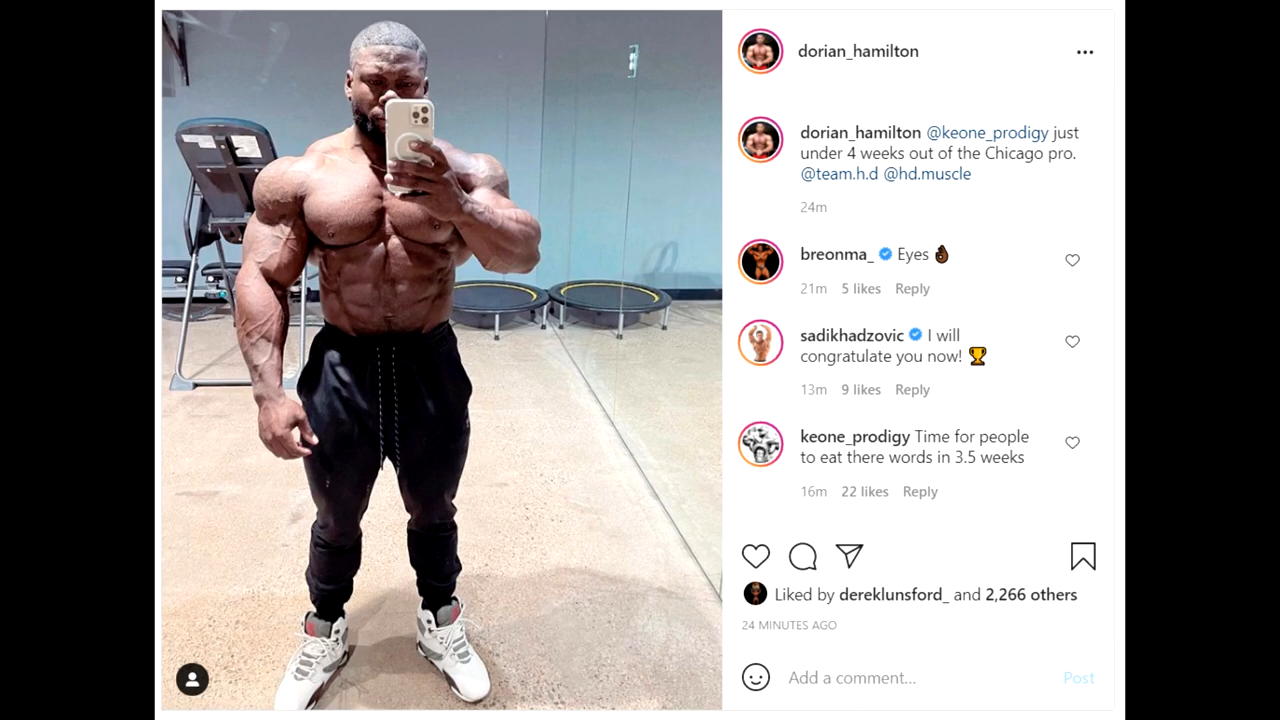 dorian_hamilton
dorian_hamilton @keone_prodigy just
under 4 weeks out of the Chicago pro.
@team.h.d @hd.muscle
24m
breonma_ Eyes 👌🏿
21m 5 likes Reply
sadikhadzovic I will
congratulate you now! 🏆
13m 9 likes Reply
keone_prodigy Time for people
to eat there words in 3.5 weeks
16m 22 likes Reply
Liked by dereklunsford_ and 2,266 others
24 MINUTES AGO
Add a comment... Post